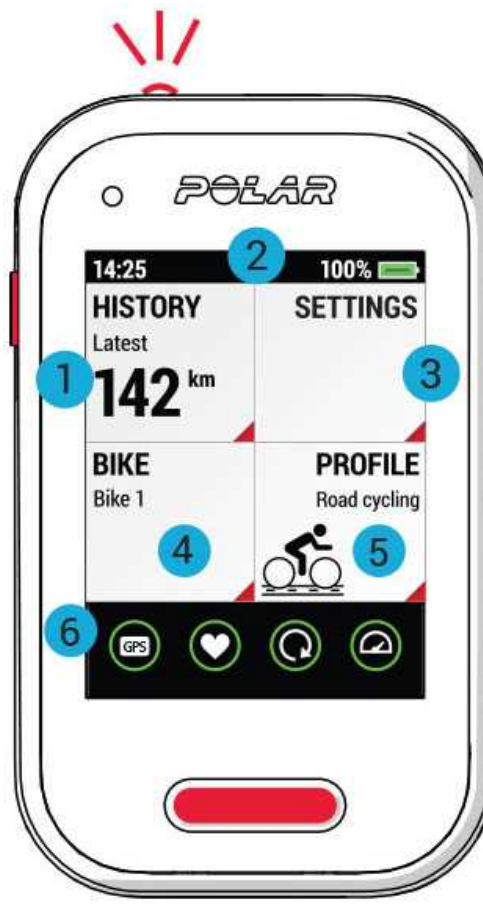 POLAR
14:25
2
100%
HISTORY
SETTINGS
Latest
1
142 km
3
BIKE
PROFILE
Bike 1
Road cycling
4
5
6
GPS